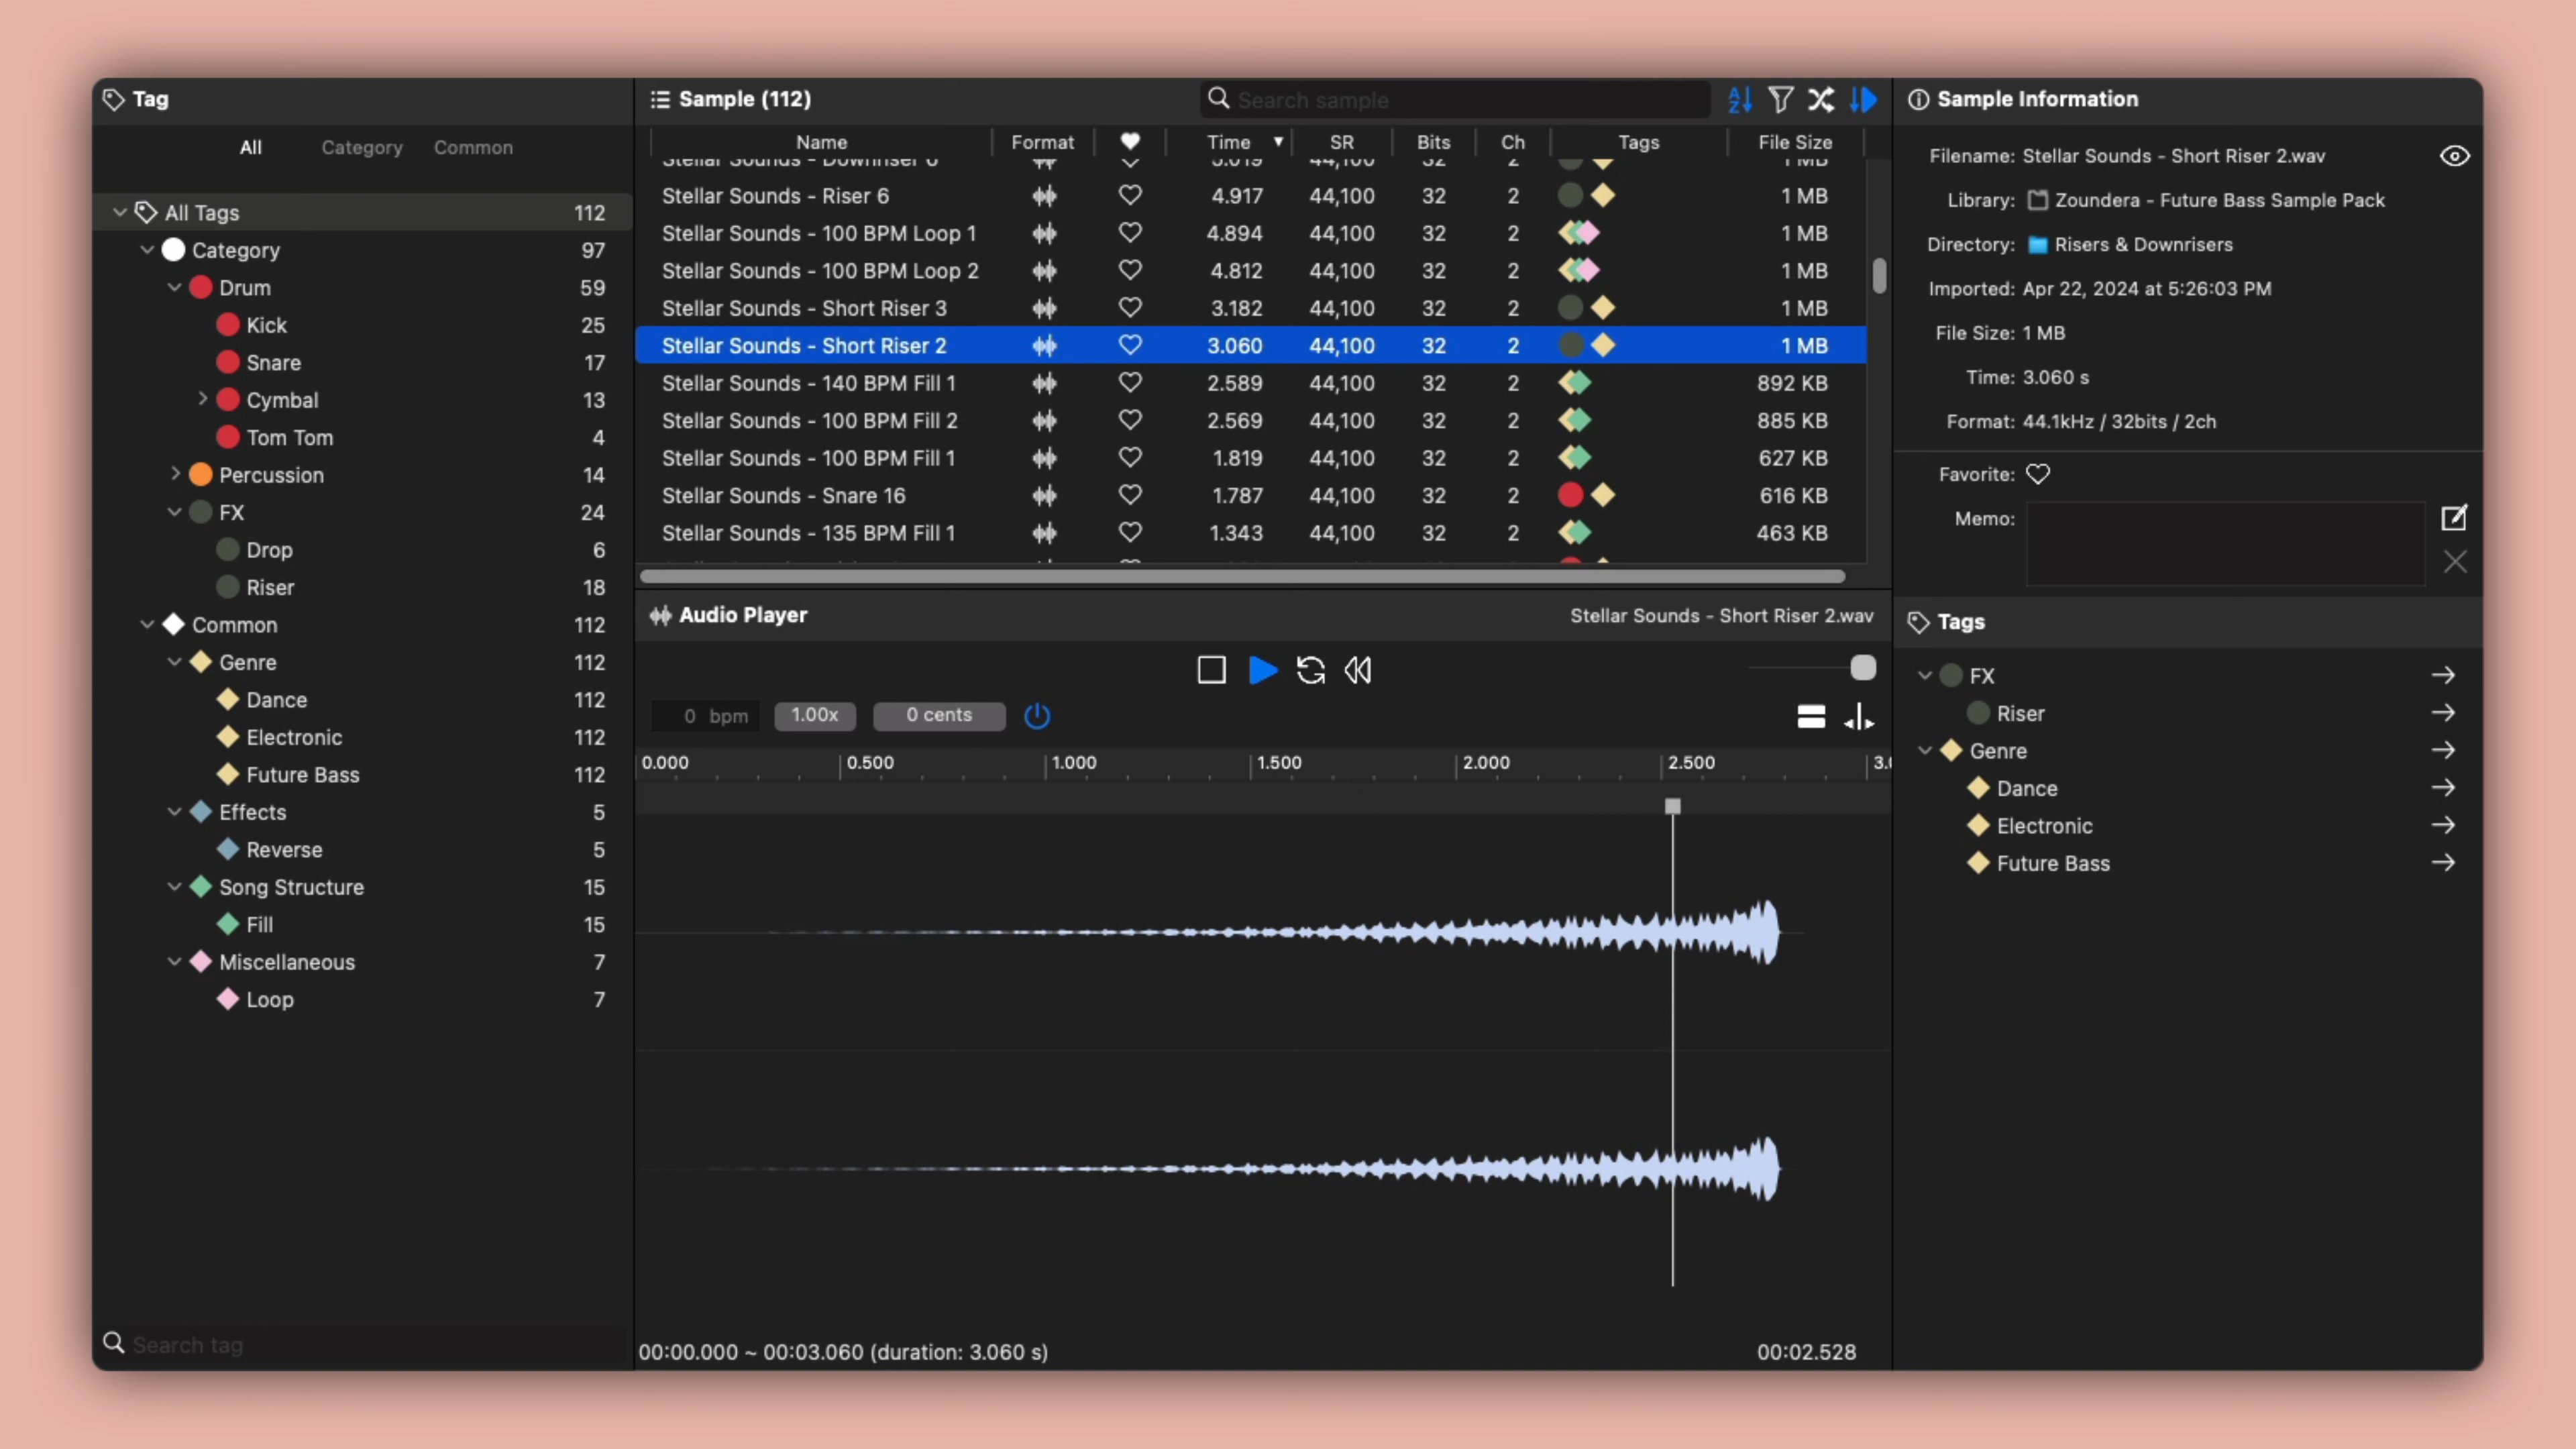 Tag
All Category Common
All Tags 112
Category 97
Drum 59
Kick 25
Snare 17
Cymbal 13
Tom Tom 4
Percussion 14
FX 24
Drop 6
Riser 18
Common 112
Genre 112
Dance 112
Electronic 112
Future Bass 112
Effects 5
Reverse 5
Song Structure 15
Fill 15
Miscellaneous 7
Loop 7
Search tag
Sample (112) Search sample
Name Format Time SR Bits Ch Tags File Size
Stellar Sounds - Riser 6 4.917 44,100 32 2 1 MB
Stellar Sounds - 100 BPM Loop 1 4.894 44,100 32 2 1 MB
Stellar Sounds - 100 BPM Loop 2 4.812 44,100 32 2 1 MB
Stellar Sounds - Short Riser 3 3.182 44,100 32 2 1 MB
Stellar Sounds - Short Riser 2 3.060 44,100 32 2 1 MB
Stellar Sounds - 140 BPM Fill 1 2.589 44,100 32 2 892 KB
Stellar Sounds - 100 BPM Fill 2 2.569 44,100 32 2 885 KB
Stellar Sounds - 100 BPM Fill 1 1.819 44,100 32 2 627 KB
Stellar Sounds - Snare 16 1.787 44,100 32 2 616 KB
Stellar Sounds - 135 BPM Fill 1 1.343 44,100 32 2 463 KB
Audio Player Stellar Sounds - Short Riser 2.wav
0 bpm 1.00x 0 cents
0.000 0.500 1.000 1.500 2.000 2.500
00:00.000 ~ 00:03.060 (duration: 3.060 s) 00:02.528
Sample Information
Filename: Stellar Sounds - Short Riser 2.wav
Library: Zoundera - Future Bass Sample Pack
Directory: Risers & Downrisers
Imported: Apr 22, 2024 at 5:26:03 PM
File Size: 1 MB
Time: 3.060 s
Format: 44.1kHz / 32bits / 2ch
Favorite:
Memo:
Tags
FX
Riser
Genre
Dance
Electronic
Future Bass